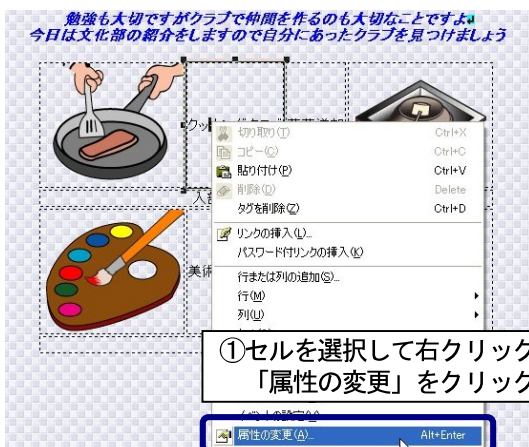 勉強も大切ですがクラブで仲間を作るのも大切なことですよ。
今日は文化部の紹介をしますので自分にあったクラブを見つけましょう
切り取り(T) Ctrl+X
コピー(C) Ctrl+C
貼り付け(P) Ctrl+V
削除(D) Delete
タグを削除(Z) Ctrl+D
リンクの挿入(L)...
パスワード付リンクの挿入(K)
行または列の追加(S)...
行(M)
列(U)
美術
①セルを選択して右クリック
「属性の変更」をクリック
属性の変更(A)... Alt+Enter